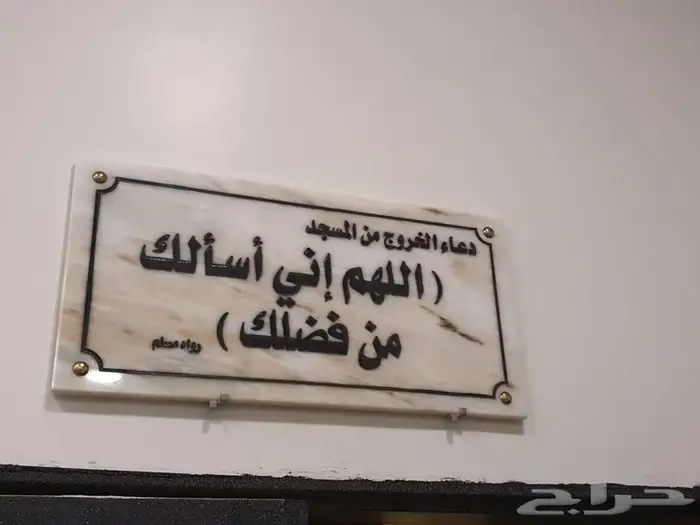 دعاء الخروج من المسجد
( اللهم إني أسألك
من فضلك )
رواه مسلم
حراج